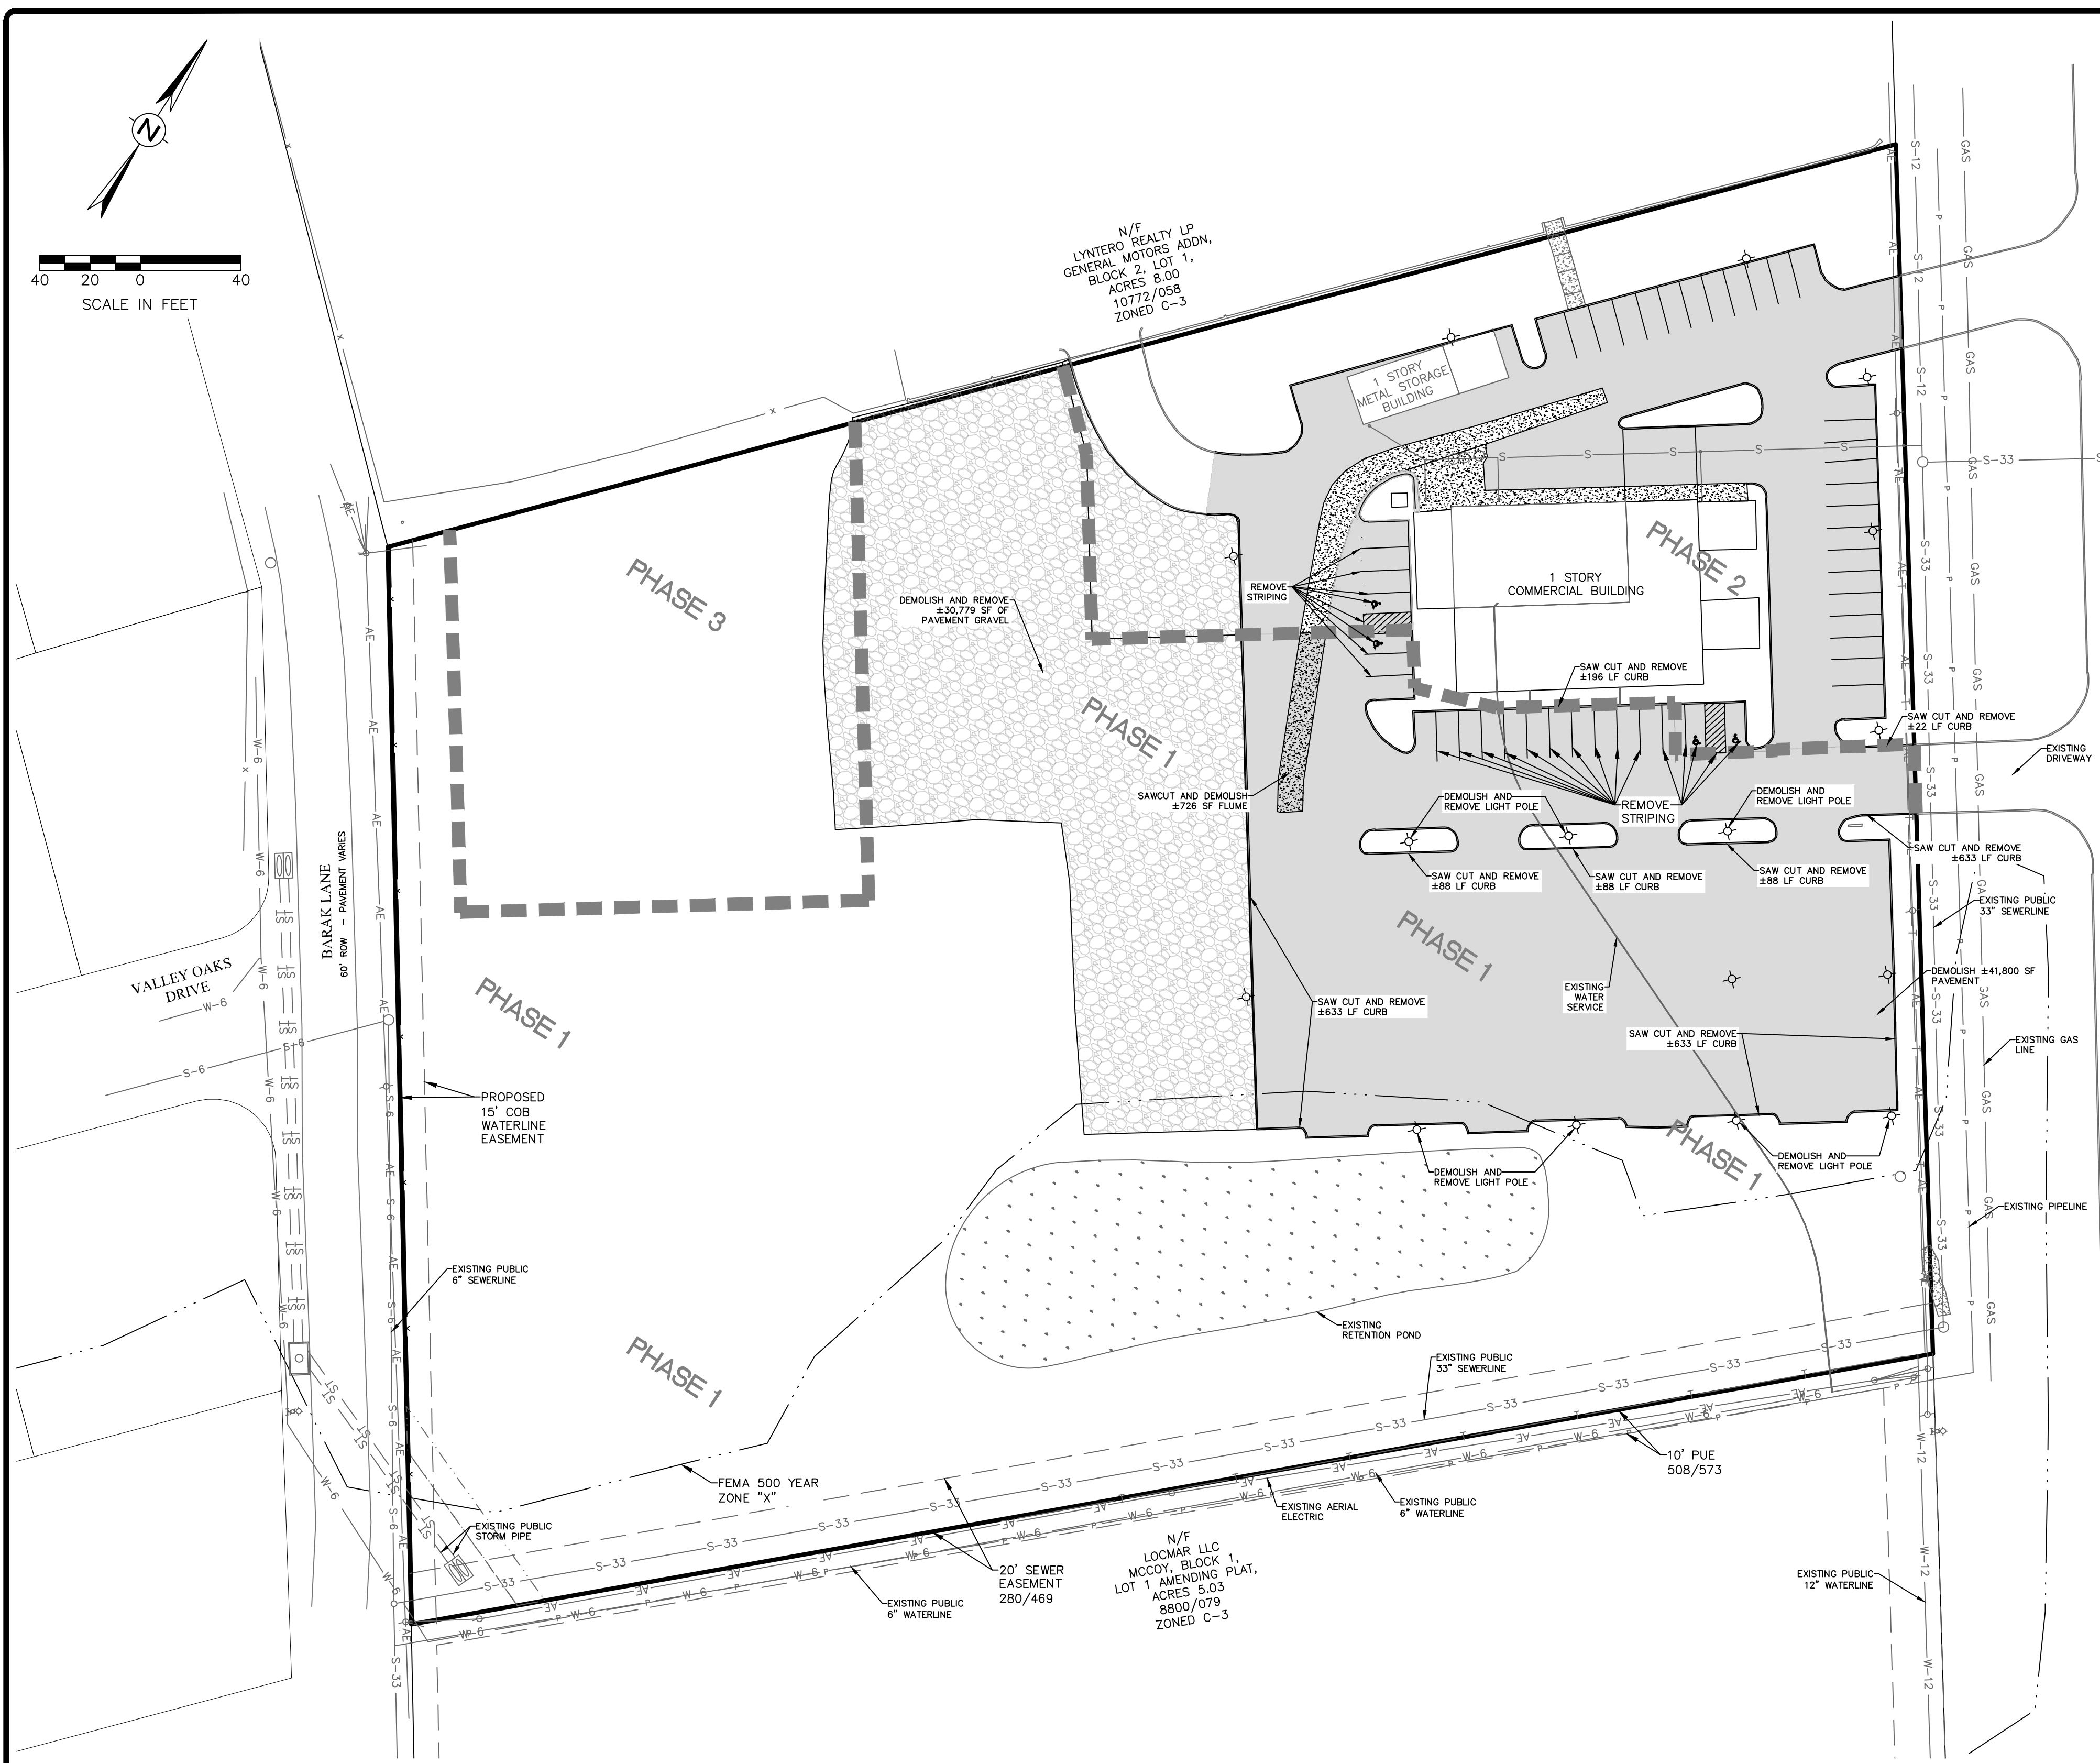 N
40 20 0 40
SCALE IN FEET
N/F
LYNTERO REALTY LP
GENERAL MOTORS ADDN,
BLOCK 2, LOT 1,
ACRES 8.00
10772/058
ZONED C-3
1 STORY
METAL STORAGE
BUILDING
PHASE 3
PHASE 2
DEMOLISH AND REMOVE
±30,779 SF OF
PAVEMENT GRAVEL
REMOVE
STRIPING
1 STORY
COMMERCIAL BUILDING
SAW CUT AND REMOVE
±196 LF CURB
PHASE 1
SAW CUT AND REMOVE
±22 LF CURB
EXISTING
DRIVEWAY
SAWCUT AND DEMOLISH
±726 SF FLUME
DEMOLISH AND
REMOVE LIGHT POLE
REMOVE
STRIPING
DEMOLISH AND
REMOVE LIGHT POLE
SAW CUT AND REMOVE
±633 LF CURB
SAW CUT AND REMOVE
±88 LF CURB
SAW CUT AND REMOVE
±88 LF CURB
SAW CUT AND REMOVE
±88 LF CURB
EXISTING PUBLIC
33" SEWERLINE
BARAK LANE
60' ROW - PAVEMENT VARIES
VALLEY OAKS
DRIVE
PHASE 1
PHASE 1
EXISTING
WATER
SERVICE
DEMOLISH ±41,800 SF
PAVEMENT
SAW CUT AND REMOVE
±633 LF CURB
SAW CUT AND REMOVE
±633 LF CURB
EXISTING GAS
LINE
PROPOSED
15' COB
WATERLINE
EASEMENT
PHASE 1
DEMOLISH AND
REMOVE LIGHT POLE
DEMOLISH AND
REMOVE LIGHT POLE
EXISTING PIPELINE
EXISTING PUBLIC
6" SEWERLINE
EXISTING
RETENTION POND
PHASE 1
EXISTING PUBLIC
33" SEWERLINE
FEMA 500 YEAR
ZONE "X"
10' PUE
508/573
EXISTING AERIAL
ELECTRIC
EXISTING PUBLIC
6" WATERLINE
EXISTING PUBLIC
STORM PIPE
20' SEWER
EASEMENT
280/469
EXISTING PUBLIC
6" WATERLINE
N/F
LOCMAR LLC
MCCOY, BLOCK 1,
LOT 1 AMENDING PLAT,
ACRES 5.03
8800/079
ZONED C-3
EXISTING PUBLIC
12" WATERLINE
S-12
GAS
S-33
W-6
S-6
W-12
AE
ST